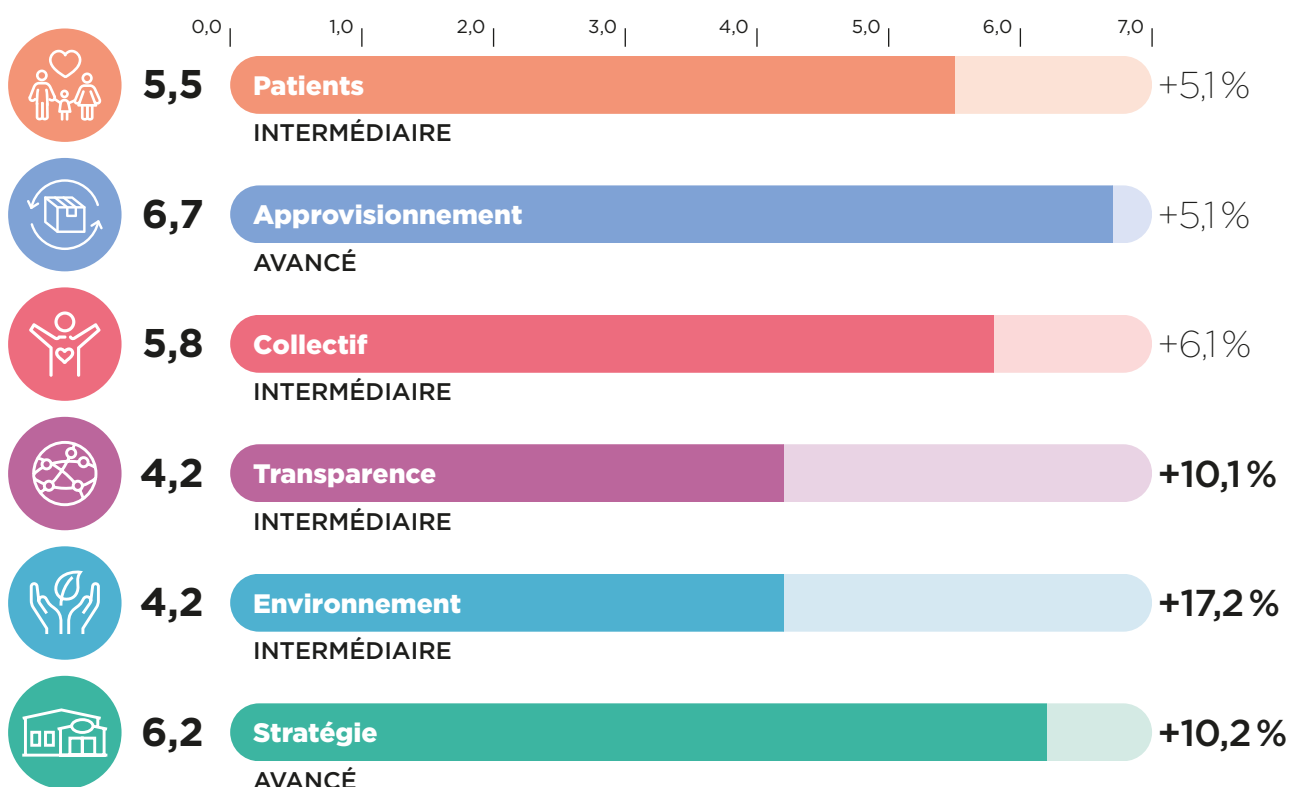 0,0 1,0 2,0 3,0 4,0 5,0 6,0 7,0
5,5 Patients +5,1 %
INTERMÉDIAIRE
6,7 Approvisionnement +5,1 %
AVANCÉ
5,8 Collectif +6,1 %
INTERMÉDIAIRE
4,2 Transparence +10,1 %
INTERMÉDIAIRE
4,2 Environnement +17,2 %
INTERMÉDIAIRE
6,2 Stratégie +10,2 %
AVANCÉ